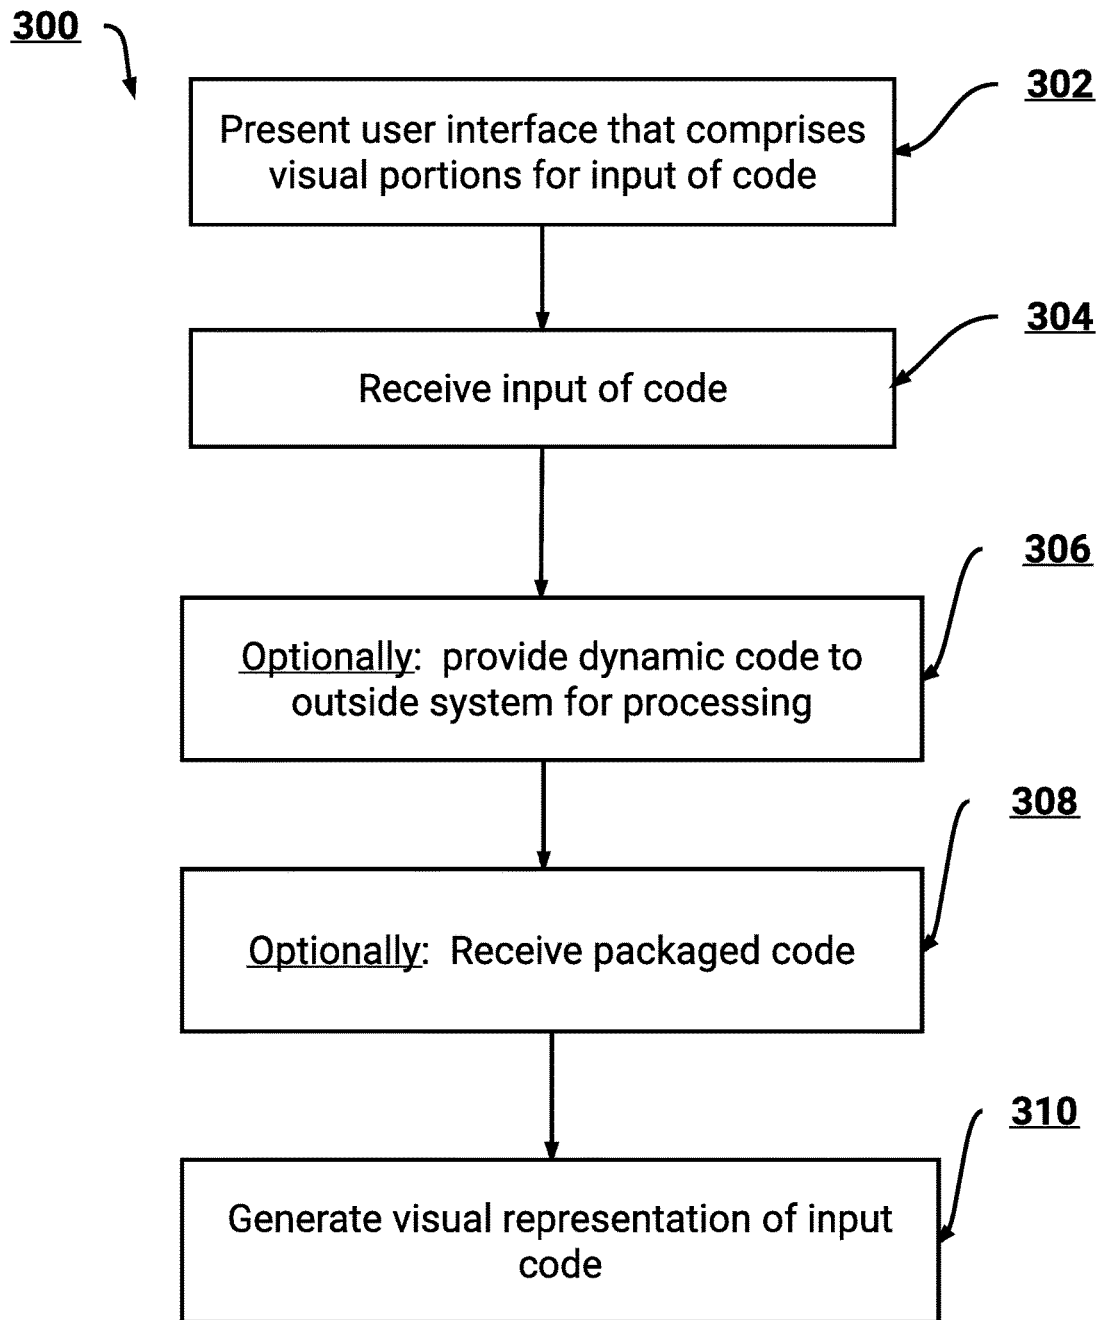 300
302
Present user interface that comprises
visual portions for input of code
304
Receive input of code
306
Optionally: provide dynamic code to
outside system for processing
308
Optionally: Receive packaged code
310
Generate visual representation of input
code